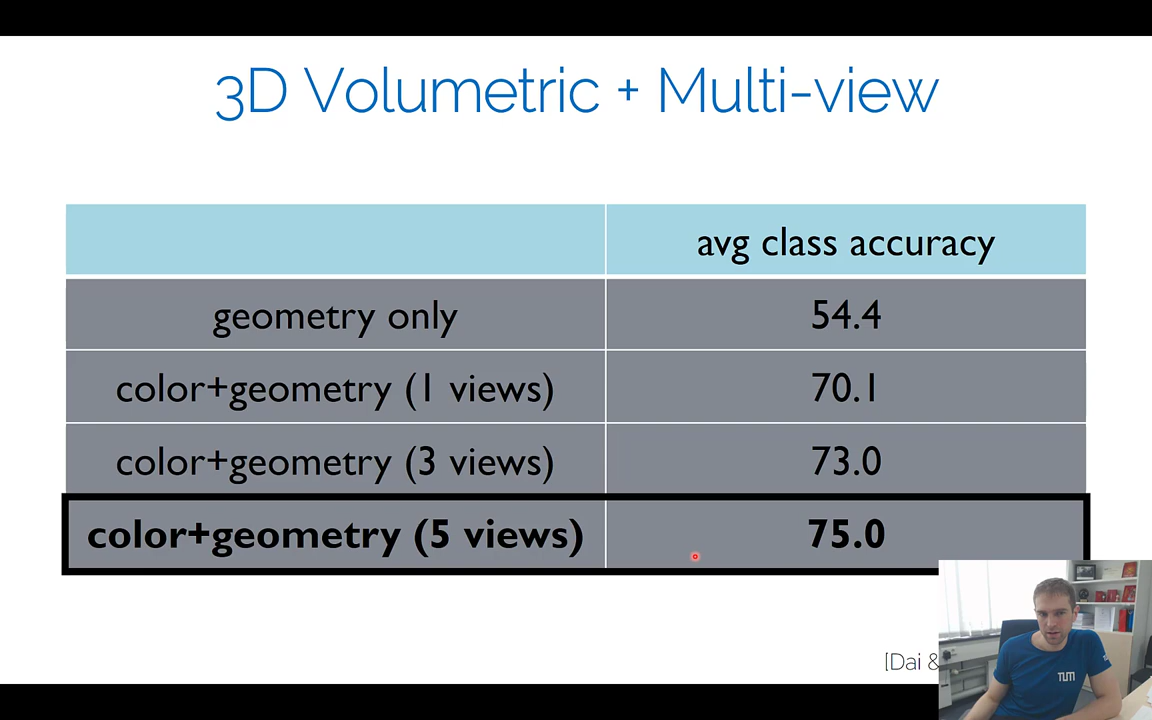 3D Volumetric + Multi-view
avg class accuracy
geometry only 54.4
color+geometry (1 views) 70.1
color+geometry (3 views) 73.0
color+geometry (5 views) 75.0
[Dai &
TUM